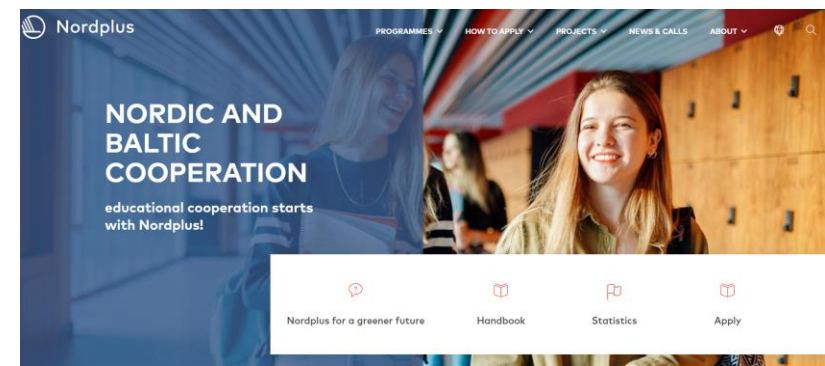 Nordplus
PROGRAMMES HOW TO APPLY PROJECTS NEWS & CALLS ABOUT
NORDIC AND
BALTIC
COOPERATION
educational cooperation starts
with Nordplus!
Nordplus for a greener future Handbook Statistics Apply